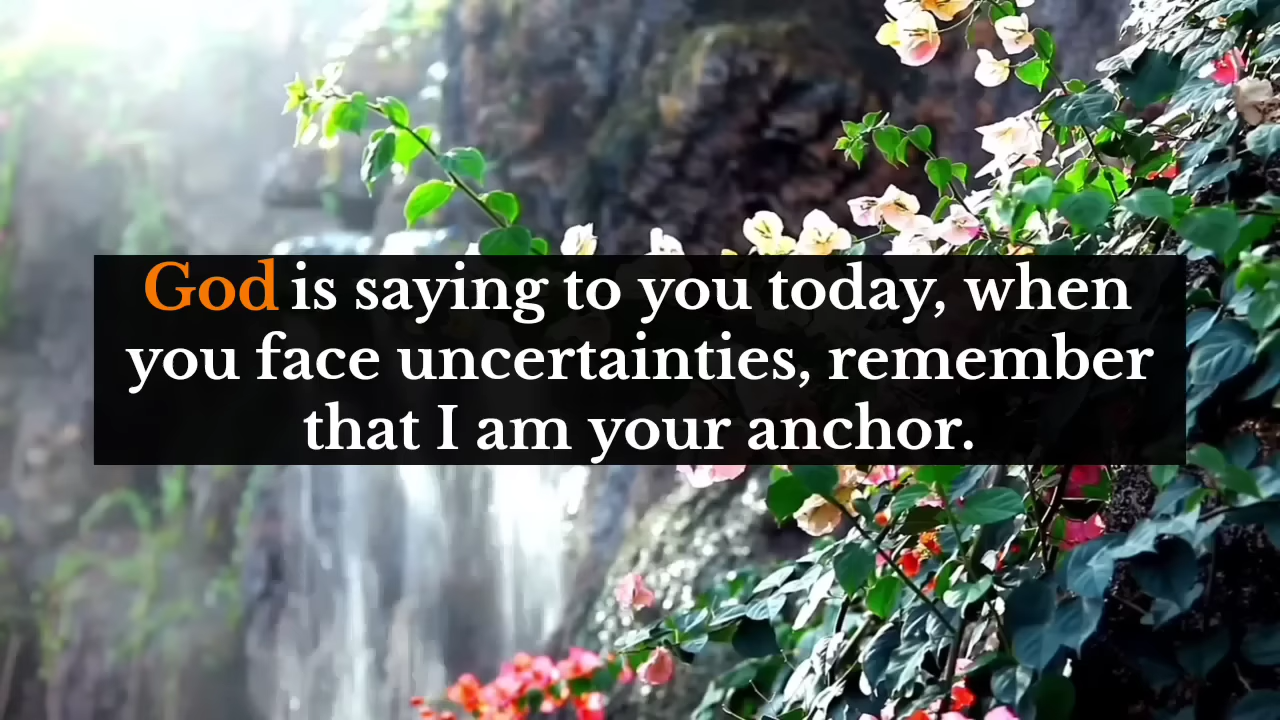 God is saying to you today, when
you face uncertainties, remember
that I am your anchor.